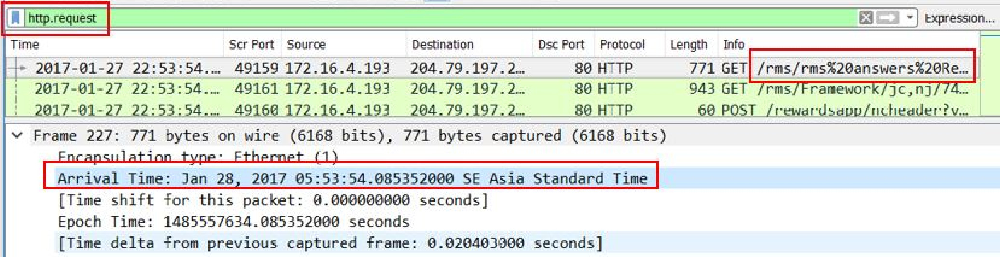 http.request Expression...
Time Scr Port Source Destination Dsc Port Protocol Length Info
2017-01-27 22:53:54.… 49159 172.16.4.193 204.79.197.2… 80 HTTP 771 GET /rms/rms%20answers%20Re…
2017-01-27 22:53:54.… 49161 172.16.4.193 204.79.197.2… 80 HTTP 943 GET /rms/Framework/jc,nj/74…
2017-01-27 22:53:54.… 49160 172.16.4.193 204.79.197.2… 80 HTTP 60 POST /rewardsapp/ncheader?v…
Frame 227: 771 bytes on wire (6168 bits), 771 bytes captured (6168 bits)
Encapsulation type: Ethernet (1)
Arrival Time: Jan 28, 2017 05:53:54.085352000 SE Asia Standard Time
[Time shift for this packet: 0.000000000 seconds]
Epoch Time: 1485557634.085352000 seconds
[Time delta from previous captured frame: 0.020403000 seconds]